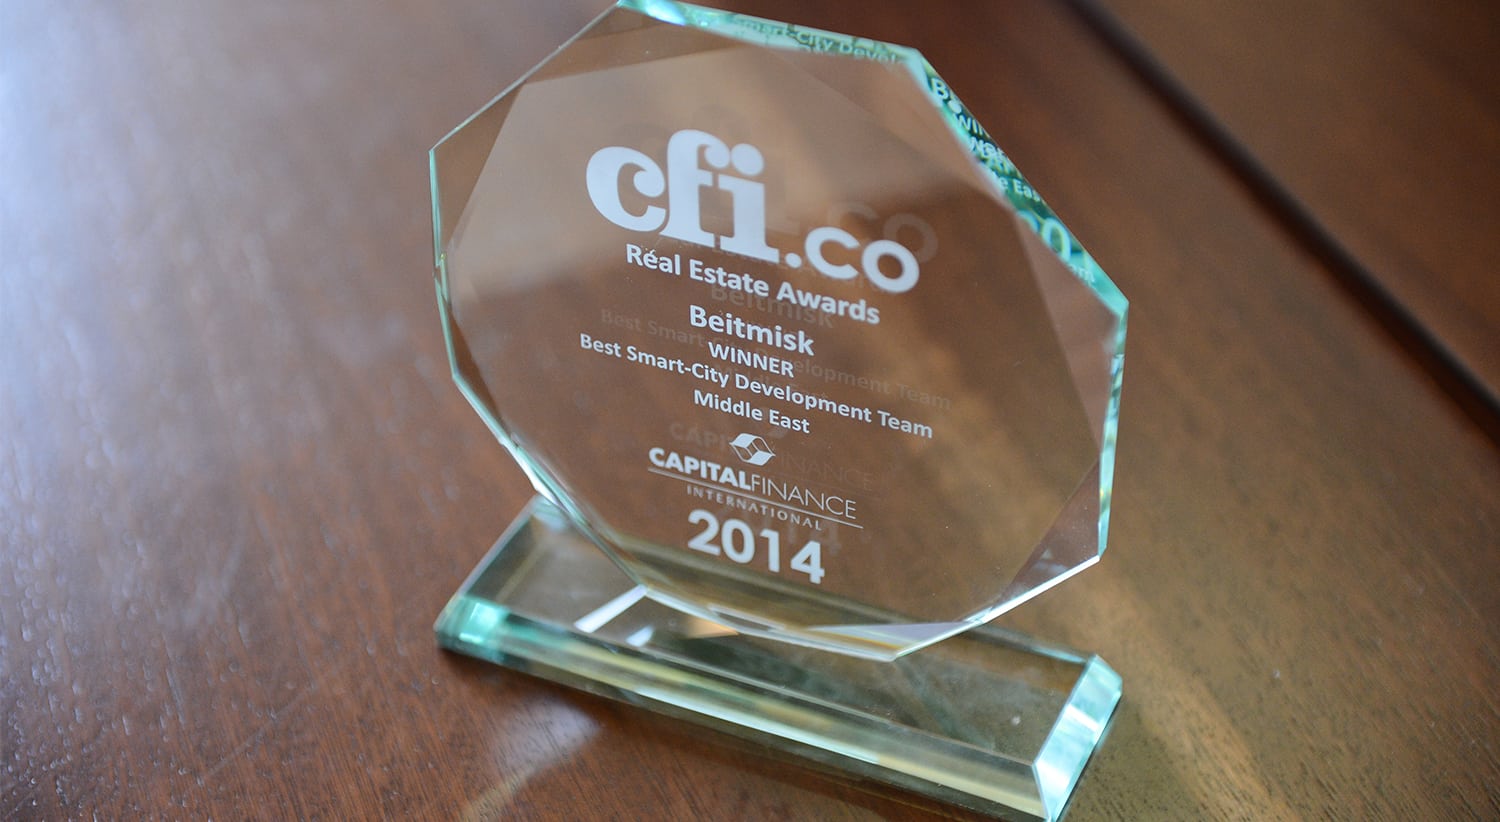 cfi.co
Real Estate Awards
Beitmisk
WINNER
Best Smart-City Development Team
Middle East
CAPITALFINANCE
INTERNATIONAL
2014